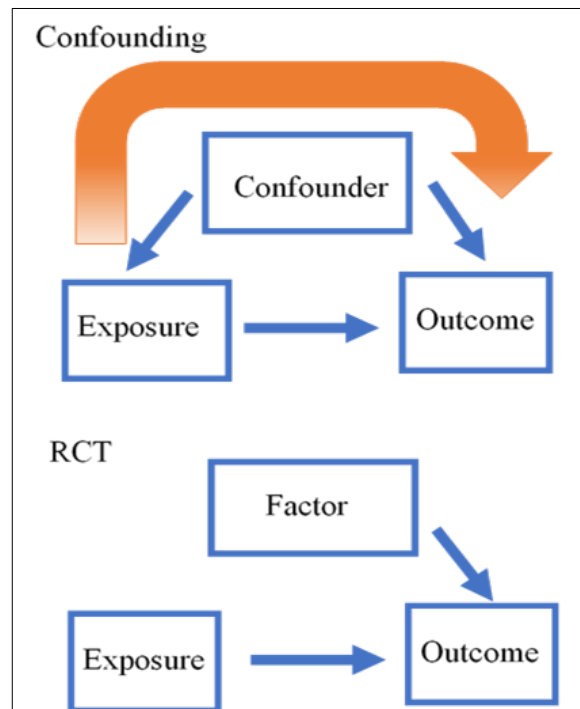 Confounding
Confounder
Exposure
Outcome
RCT
Factor
Exposure
Outcome